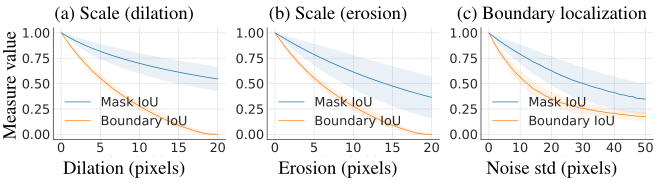 (a) Scale (dilation)
Measure value
1.00
0.75
0.50
0.25
0.00
Mask IoU
Boundary IoU
0 5 10 15 20
Dilation (pixels)
(b) Scale (erosion)
1.00
0.75
0.50
0.25
0.00
Mask IoU
Boundary IoU
0 5 10 15 20
Erosion (pixels)
(c) Boundary localization
1.00
0.75
0.50
0.25
0.00
Mask IoU
Boundary IoU
0 10 20 30 40 50
Noise std (pixels)